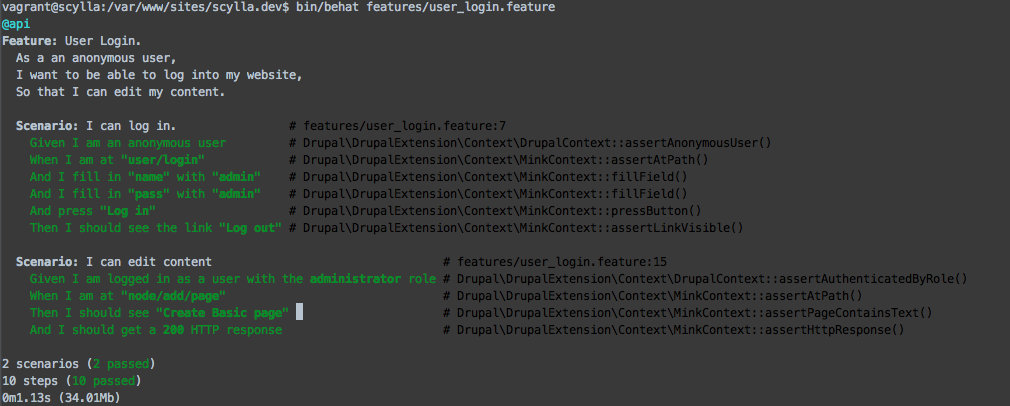 vagrant@scylla:/var/www/sites/scylla.dev$ bin/behat features/user_login.feature
@api
Feature: User Login.
  As a an anonymous user,
  I want to be able to log into my website,
  So that I can edit my content.

  Scenario: I can log in.                # features/user_login.feature:7
    Given I am an anonymous user         # Drupal\DrupalExtension\Context\DrupalContext::assertAnonymousUser()
    When I am at "user/login"            # Drupal\DrupalExtension\Context\MinkContext::assertAtPath()
    And I fill in "name" with "admin"    # Drupal\DrupalExtension\Context\MinkContext::fillField()
    And I fill in "pass" with "admin"    # Drupal\DrupalExtension\Context\MinkContext::fillField()
    And press "Log in"                   # Drupal\DrupalExtension\Context\MinkContext::pressButton()
    Then I should see the link "Log out" # Drupal\DrupalExtension\Context\MinkContext::assertLinkVisible()

  Scenario: I can edit content                                  # features/user_login.feature:15
    Given I am logged in as a user with the administrator role # Drupal\DrupalExtension\Context\DrupalContext::assertAuthenticatedByRole()
    When I am at "node/add/page"                               # Drupal\DrupalExtension\Context\MinkContext::assertAtPath()
    Then I should see "Create Basic page"                      # Drupal\DrupalExtension\Context\MinkContext::assertPageContainsText()
    And I should get a 200 HTTP response                       # Drupal\DrupalExtension\Context\MinkContext::assertHttpResponse()

2 scenarios (2 passed)
10 steps (10 passed)
0m1.13s (34.01Mb)